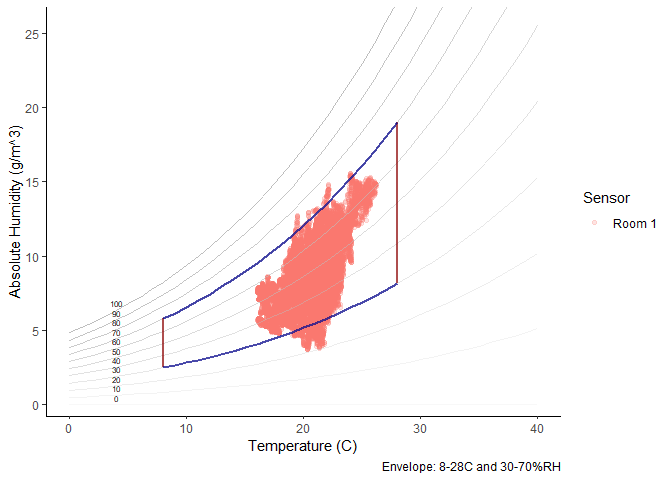 25
20
15
10
5
0
Absolute Humidity (g/m^3)
100
90
80
70
60
50
40
30
20
10
0
0 10 20 30 40
Temperature (C)
Envelope: 8-28C and 30-70%RH
Sensor
Room 1